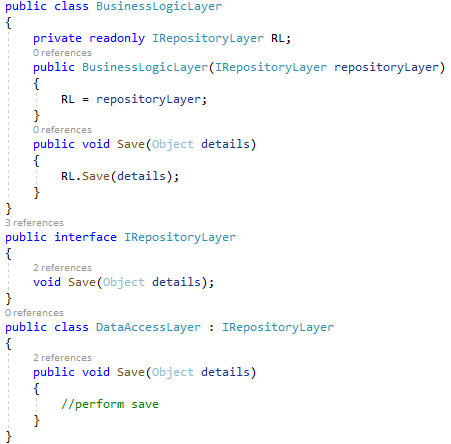 public class BusinessLogicLayer
{
private readonly IRepositoryLayer RL;
0 references
public BusinessLogicLayer(IRepositoryLayer repositoryLayer)
{
RL = repositoryLayer;
}
0 references
public void Save(Object details)
{
RL.Save(details);
}
}
3 references
public interface IRepositoryLayer
{
2 references
void Save(Object details);
}
0 references
public class DataAccessLayer : IRepositoryLayer
{
2 references
public void Save(Object details)
{
//perform save
}
}